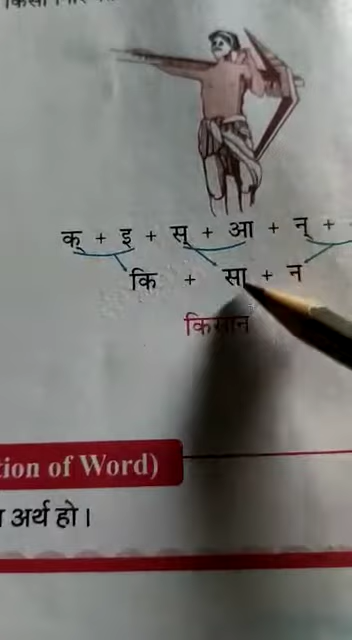 क् + इ + स् + आ + न् +
कि + सा + न
किसान
tion of Word)
अर्थ हो।